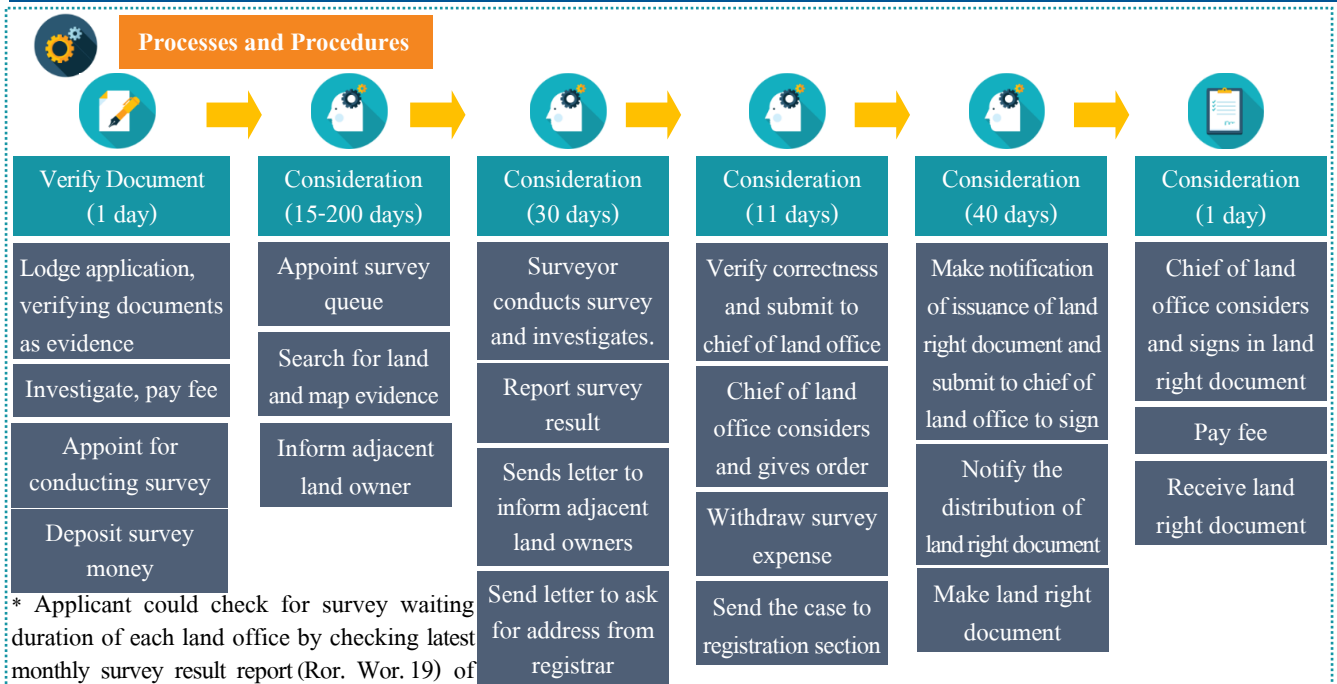 Processes and Procedures
Verify Document
(1 day)
Lodge application,
verifying documents
as evidence
Investigate, pay fee
Appoint for
conducting survey
Deposit survey
money
* Applicant could check for survey waiting
duration of each land office by checking latest
monthly survey result report (Ror. Wor. 19) of
Consideration
(15-200 days)
Appoint survey
queue
Search for land
and map evidence
Inform adjacent
land owner
Consideration
(30 days)
Surveyor
conducts survey
and investigates.
Report survey
result
Sends letter to
inform adjacent
land owners
Send letter to ask
for address from
registrar
Consideration
(11 days)
Verify correctness
and submit to
chief of land office
Chief of land
office considers
and gives order
Withdraw survey
expense
Send the case to
registration section
Consideration
(40 days)
Make notification
of issuance of land
right document and
submit to chief of
land office to sign
Notify the
distribution of
land right document
Make land right
document
Consideration
(1 day)
Chief of land
office considers
and signs in land
right document
Pay fee
Receive land
right document